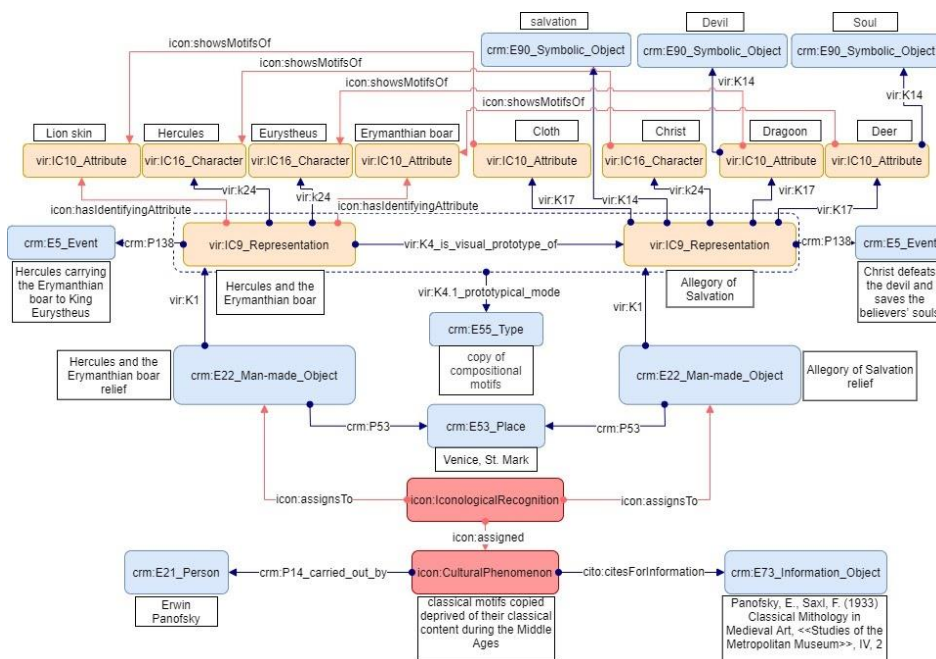 salvation
Devil
Soul
icon:showsMotifsOf
crm:E90_Symbolic_Object
crm:E90_Symbolic_Object
crm:E90_Symbolic_Object
icon:showsMotifsOf
icon:showsMotifsOf
vir:K14
vir:K14
icon:showsMotifsOf
Lion skin
Hercules
Eurystheus
Erymanthian boar
Cloth
Christ
Dragoon
Deer
vir:IC10_Attribute
vir:IC16_Character
vir:IC16_Character
vir:IC10_Attribute
vir:IC10_Attribute
vir:IC16_Character
vir:IC10_Attribute
vir:IC10_Attribute
vir:k24
vir:k24
vir:K17
vir:K14
vir:k24
vir:K17
vir:K17
icon:hasIdentifyingAttribute
icon:hasIdentifyingAttribute
crm:E5_Event
crm:P138
vir:IC9_Representation
vir:K4_is_visual_prototype_of
vir:IC9_Representation
crm:P138
crm:E5_Event
Hercules carrying
the Erymanthian
boar to King
Eurystheus
Hercules and the
Erymanthian boar
Allegory of
Salvation
Christ defeats
the devil and
saves the
believers' souls
vir:K1
vir:K4.1_prototypical_mode
vir:K1
crm:E55_Type
copy of
compositional
motifs
Hercules and the
Erymanthian boar
relief
crm:E22_Man-made_Object
crm:E22_Man-made_Object
Allegory of Salvation
relief
crm:P53
crm:E53_Place
crm:P53
Venice, St. Mark
icon:assignsTo
icon:IconologicalRecognition
icon:assignsTo
icon:assigned
crm:E21_Person
crm:P14_carried_out_by
icon:CulturalPhenomenon
cito:citesForInformation
crm:E73_Information_Object
Erwin
Panofsky
classical motifs copied
deprived of their classical
content during the Middle
Ages
Panofsky, E., Saxl, F. (1933)
Classical Mithology in
Medieval Art, <<Studies of the
Metropolitan Museum>>, IV, 2